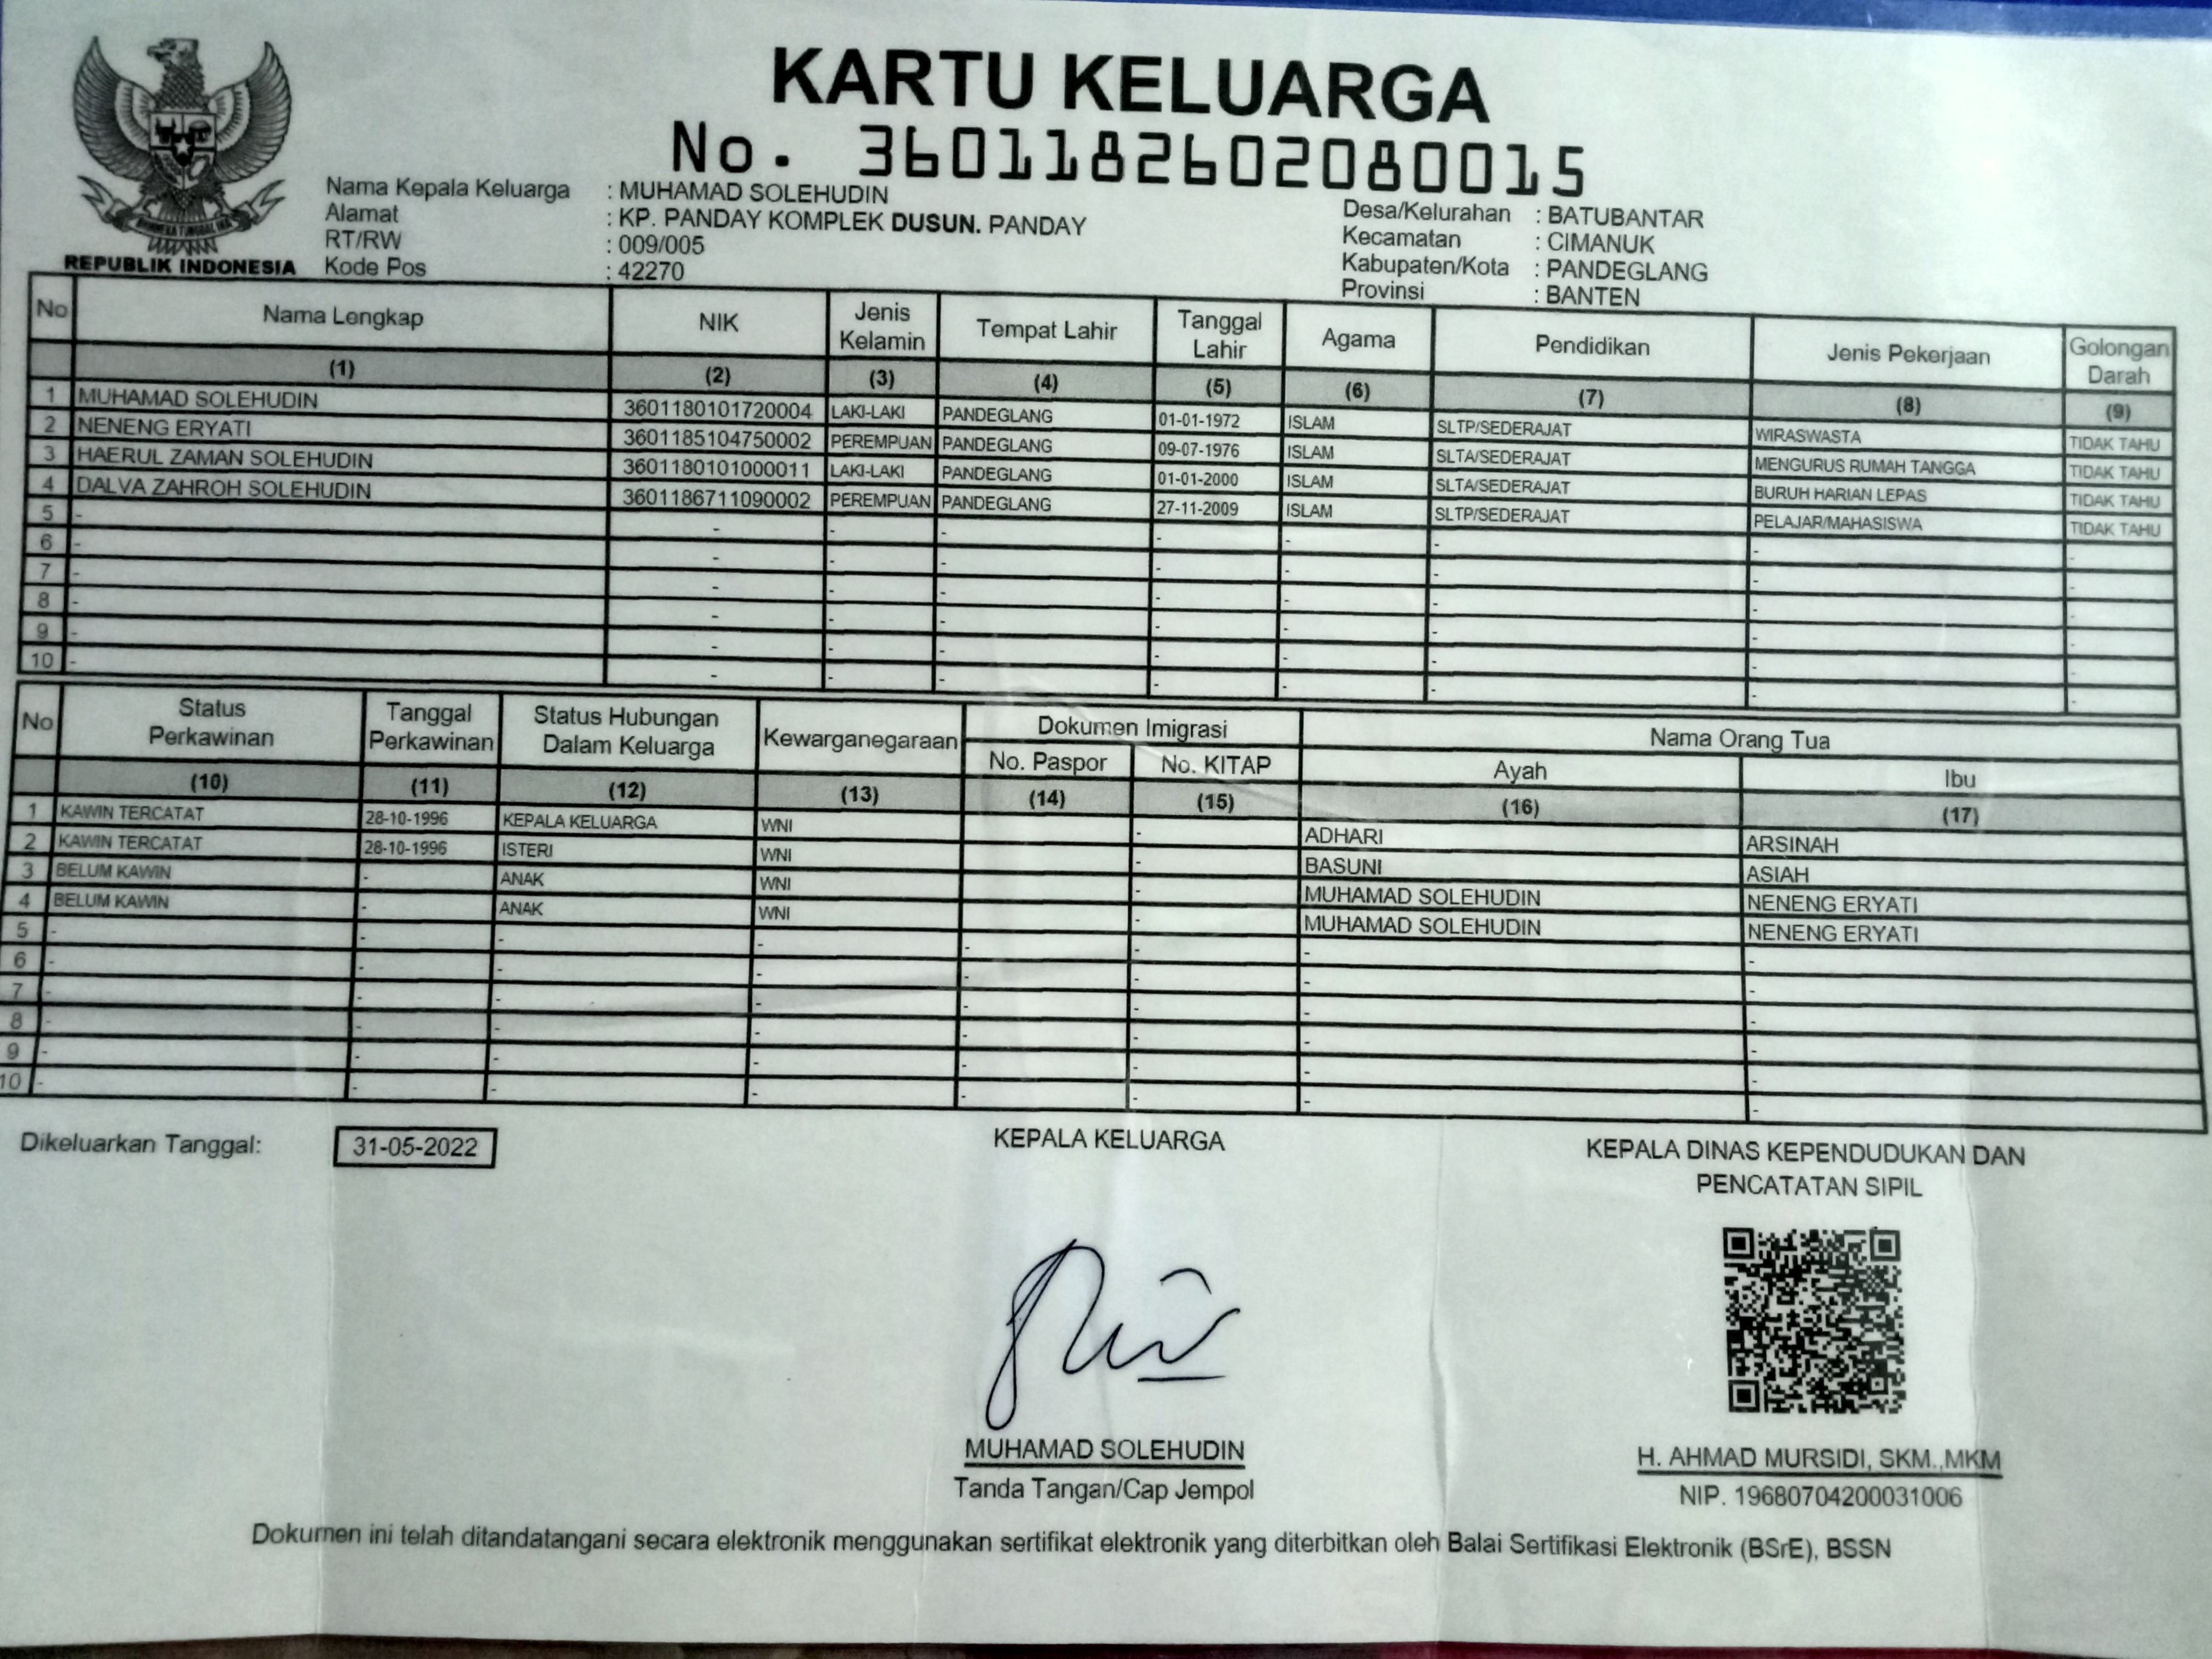 KARTU KELUARGA
No. 3601182602080015
REPUBLIK INDONESIA
Nama Kepala Keluarga : MUHAMAD SOLEHUDIN
Alamat : KP. PANDAY KOMPLEK DUSUN. PANDAY
RT/RW : 009/005
Kode Pos : 42270
Desa/Kelurahan : BATUBANTAR
Kecamatan : CIMANUK
Kabupaten/Kota : PANDEGLANG
Provinsi : BANTEN
No Nama Lengkap NIK Jenis Kelamin Tempat Lahir Tanggal Lahir Agama Pendidikan Jenis Pekerjaan Golongan Darah
(1) (2) (3) (4) (5) (6) (7) (8) (9)
1 MUHAMAD SOLEHUDIN 3601180101720004 LAKI-LAKI PANDEGLANG 01-01-1972 ISLAM SLTP/SEDERAJAT WIRASWASTA TIDAK TAHU
2 NENENG ERYATI 3601185104750002 PEREMPUAN PANDEGLANG 09-07-1976 ISLAM SLTA/SEDERAJAT MENGURUS RUMAH TANGGA TIDAK TAHU
3 HAERUL ZAMAN SOLEHUDIN 3601180101000011 LAKI-LAKI PANDEGLANG 01-01-2000 ISLAM SLTA/SEDERAJAT BURUH HARIAN LEPAS TIDAK TAHU
4 DALVA ZAHROH SOLEHUDIN 3601186711090002 PEREMPUAN PANDEGLANG 27-11-2009 ISLAM SLTP/SEDERAJAT PELAJAR/MAHASISWA TIDAK TAHU
5 - - - - - - - - -
6 - - - - - - - - -
7 - - - - - - - - -
8 - - - - - - - - -
9 - - - - - - - - -
10 - - - - - - - - -
No Status Perkawinan Tanggal Perkawinan Status Hubungan Dalam Keluarga Kewarganegaraan Dokumen Imigrasi Nama Orang Tua
No. Paspor No. KITAP Ayah Ibu
(10) (11) (12) (13) (14) (15) (16) (17)
1 KAWIN TERCATAT 28-10-1996 KEPALA KELUARGA WNI - ADHARI ARSINAH
2 KAWIN TERCATAT 28-10-1996 ISTERI WNI - BASUNI ASIAH
3 BELUM KAWIN - ANAK WNI - MUHAMAD SOLEHUDIN NENENG ERYATI
4 BELUM KAWIN - ANAK WNI - MUHAMAD SOLEHUDIN NENENG ERYATI
5 - - - - - - - -
6 - - - - - - - -
7 - - - - - - - -
8 - - - - - - - -
9 - - - - - - - -
10 - - - - - - - -
Dikeluarkan Tanggal: 31-05-2022
KEPALA KELUARGA
MUHAMAD SOLEHUDIN
Tanda Tangan/Cap Jempol
KEPALA DINAS KEPENDUDUKAN DAN
PENCATATAN SIPIL
H. AHMAD MURSIDI, SKM.,MKM
NIP. 19680704200031006
Dokumen ini telah ditandatangani secara elektronik menggunakan sertifikat elektronik yang diterbitkan oleh Balai Sertifikasi Elektronik (BSrE), BSSN